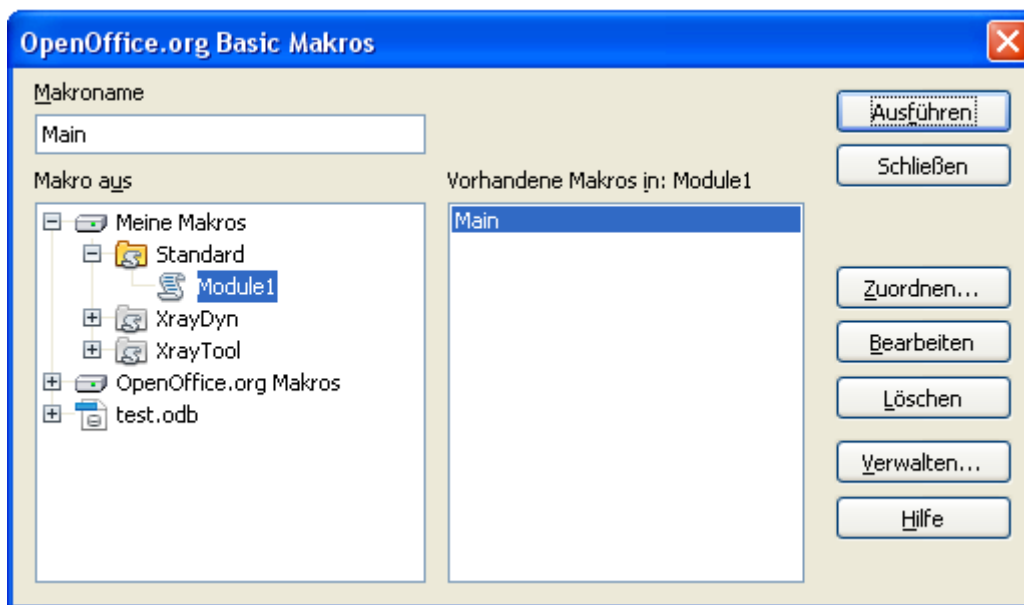 OpenOffice.org Basic Makros
Makroname
Main
Makro aus
Meine Makros
Standard
Module1
XrayDyn
XrayTool
OpenOffice.org Makros
test.odb
Vorhandene Makros in: Module1
Main
Ausführen
Schließen
Zuordnen...
Bearbeiten
Löschen
Verwalten...
Hilfe